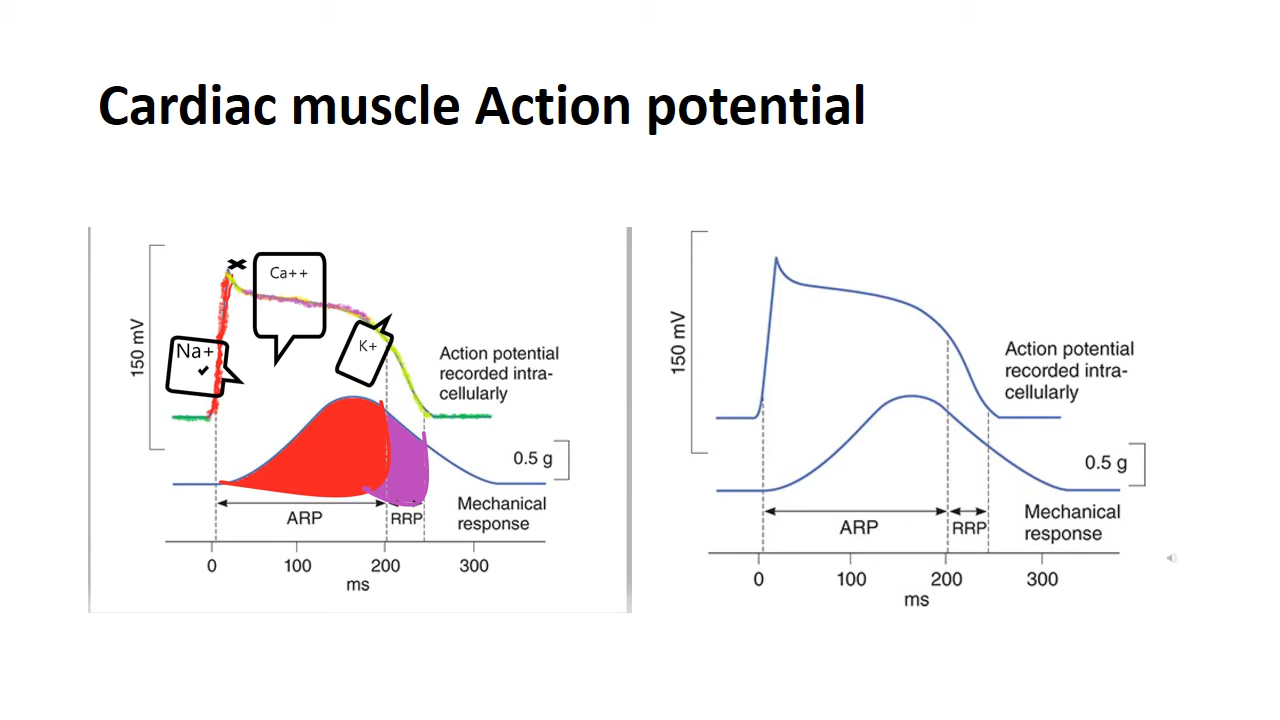 Cardiac muscle Action potential
150 mV
Na+
Ca++
K+
Action potential
recorded intra-
cellularly
0.5 g
Mechanical
response
ARP
RRP
0
100
200
300
ms
150 mV
Action potential
recorded intra-
cellularly
0.5 g
Mechanical
response
ARP
RRP
0
100
200
300
ms